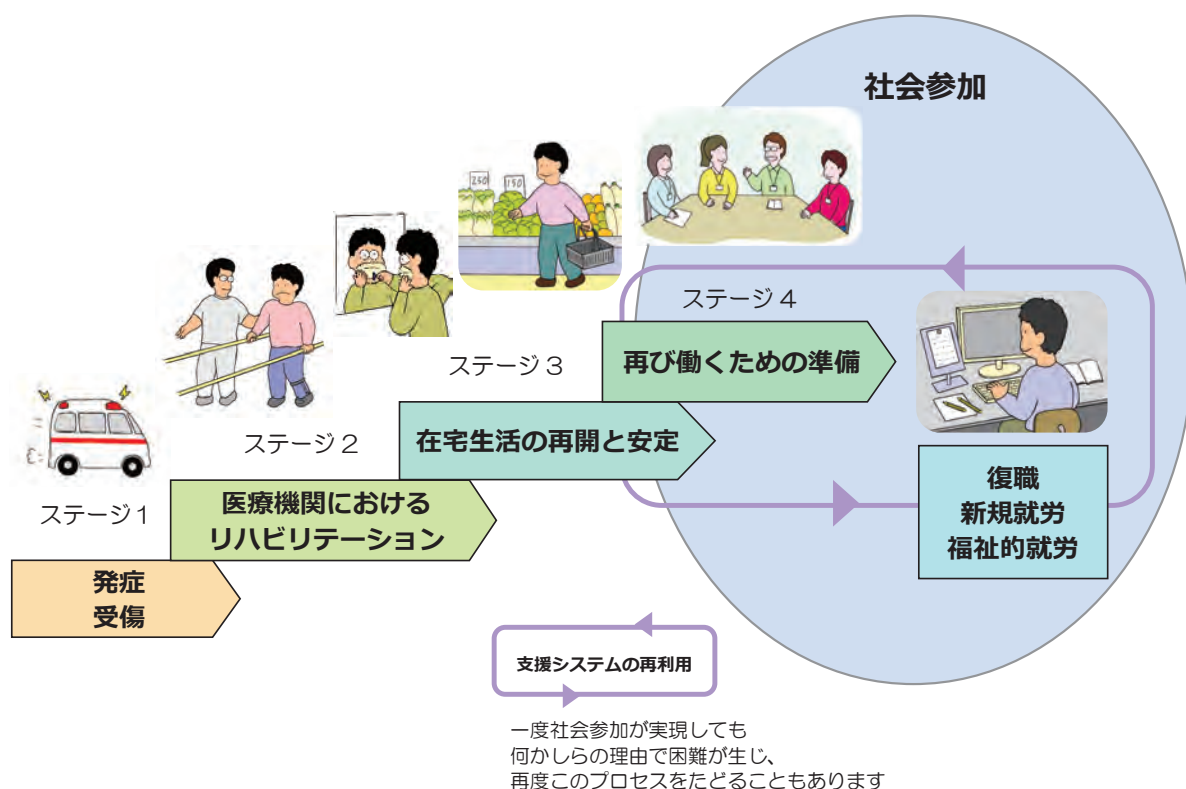 社会参加
250
150
ステージ 4
再び働くための準備
ステージ 3
在宅生活の再開と安定
ステージ 2
医療機関における
リハビリテーション
ステージ 1
発症
受傷
復職
新規就労
福祉的就労
支援システムの再利用
一度社会参加が実現しても
何かしらの理由で困難が生じ、
再度このプロセスをたどることもあります